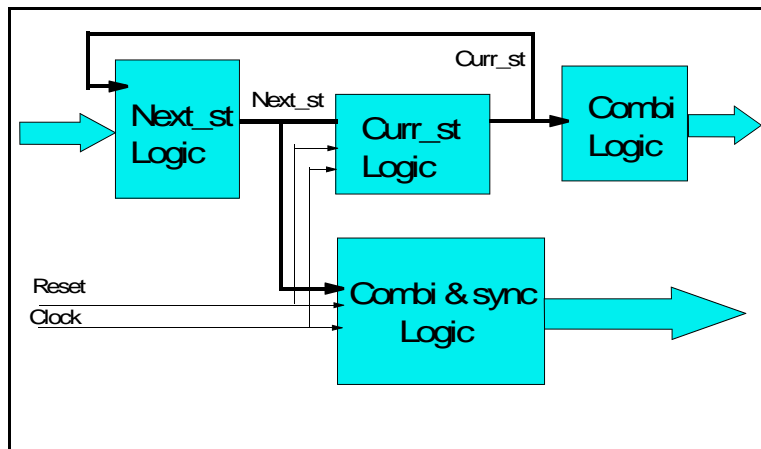 Curr_st
Next_st
Next_st
Logic
Curr_st
Logic
Combi
Logic
Reset
Clock
Combi & sync
Logic